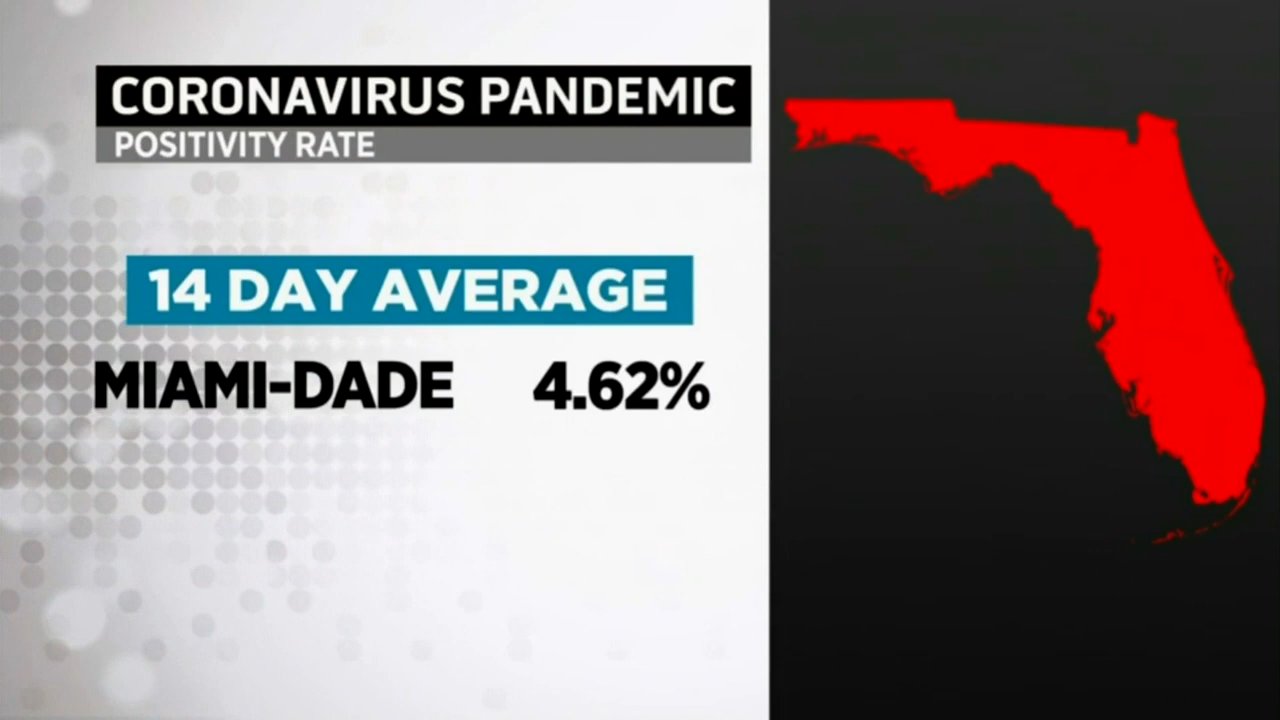 CORONAVIRUS PANDEMIC
POSITIVITY RATE
14 DAY AVERAGE
MIAMI-DADE 4.62%